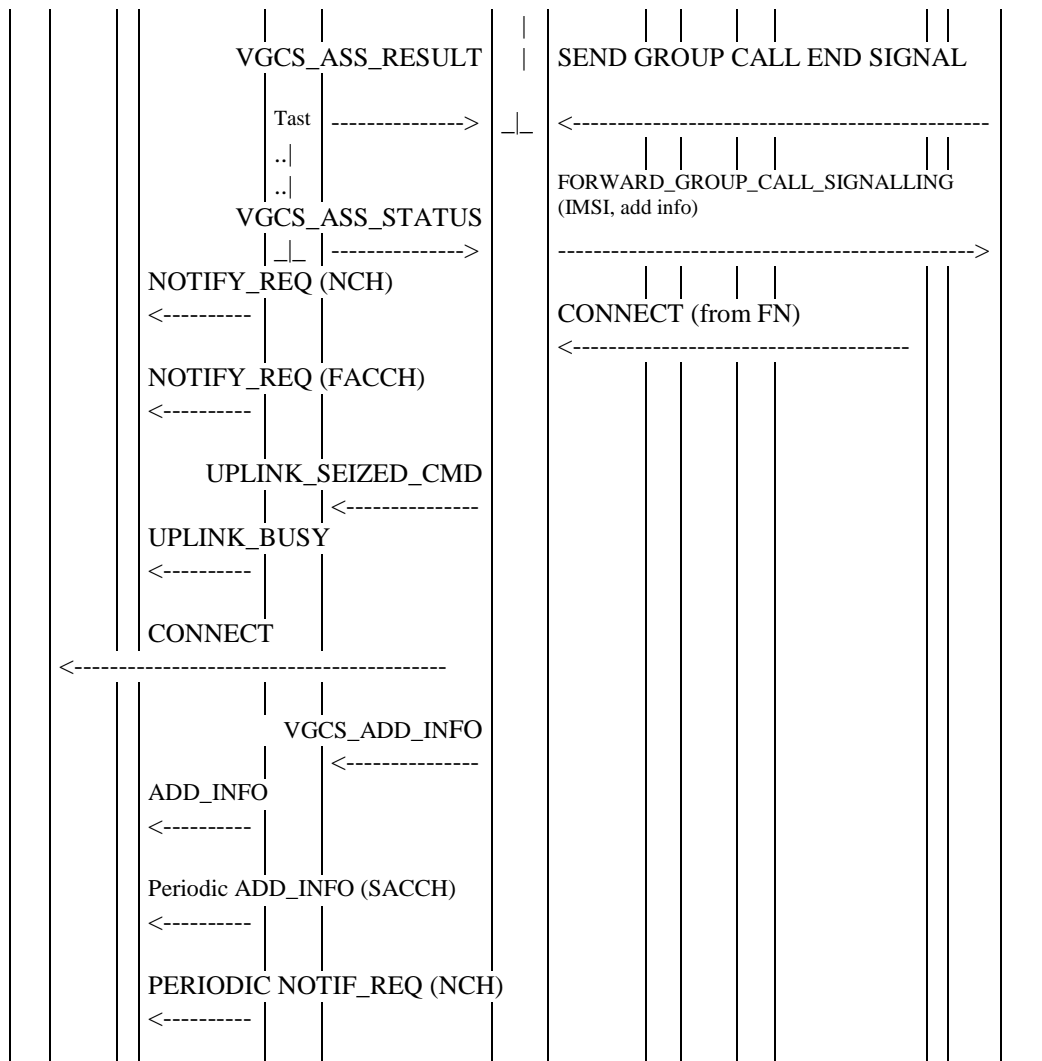 VGCS_ASS_RESULT | SEND GROUP CALL END SIGNAL
Tast ---------------> _|_ <-----------------------------------------------
..|
..| FORWARD_GROUP_CALL_SIGNALLING
VGCS_ASS_STATUS (IMSI, add info)
_|_ ---------------> ----------------------------------------------->
NOTIFY_REQ (NCH)
<---------- CONNECT (from FN)
<--------------------------------------
NOTIFY_REQ (FACCH)
<----------
UPLINK_SEIZED_CMD
<---------------
UPLINK_BUSY
<----------
CONNECT
<------------------------------------------
VGCS_ADD_INFO
<---------------
ADD_INFO
<----------
Periodic ADD_INFO (SACCH)
<----------
PERIODIC NOTIF_REQ (NCH)
<----------